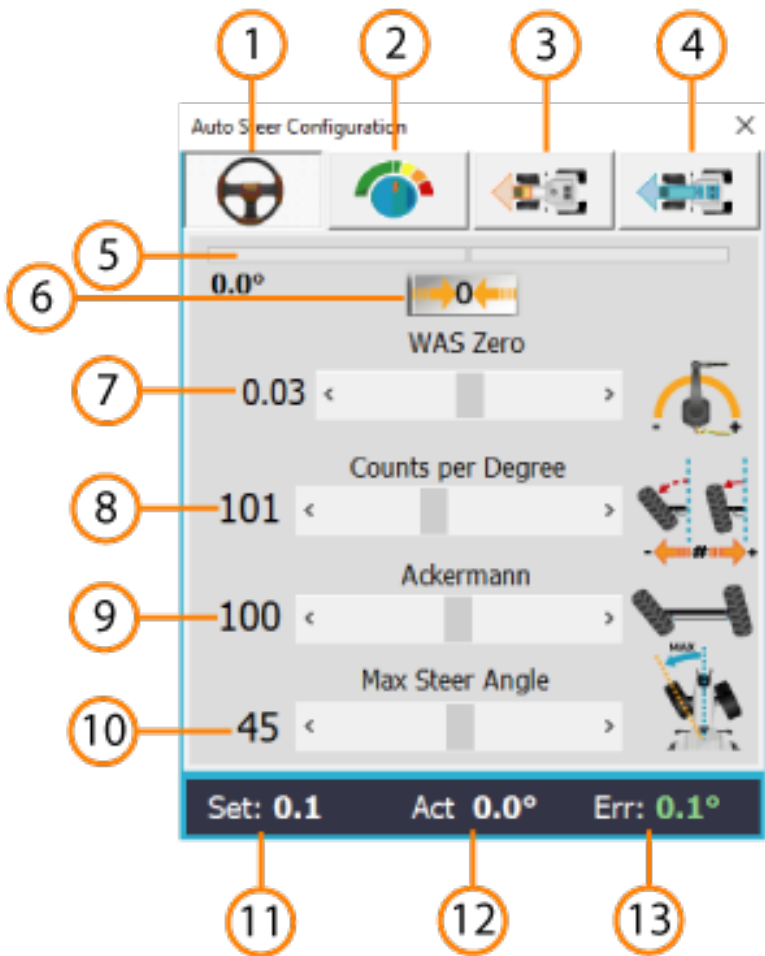 1 2 3 4
Auto Steer Configuration
5
0.0°
6
0
WAS Zero
7 0.03 < > - +
Counts per Degree
8 101 < >
- # +
Ackermann
9 100 < >
MAX
Max Steer Angle
10 45 < >
Set: 0.1 Act 0.0° Err: 0.1°
11 12 13